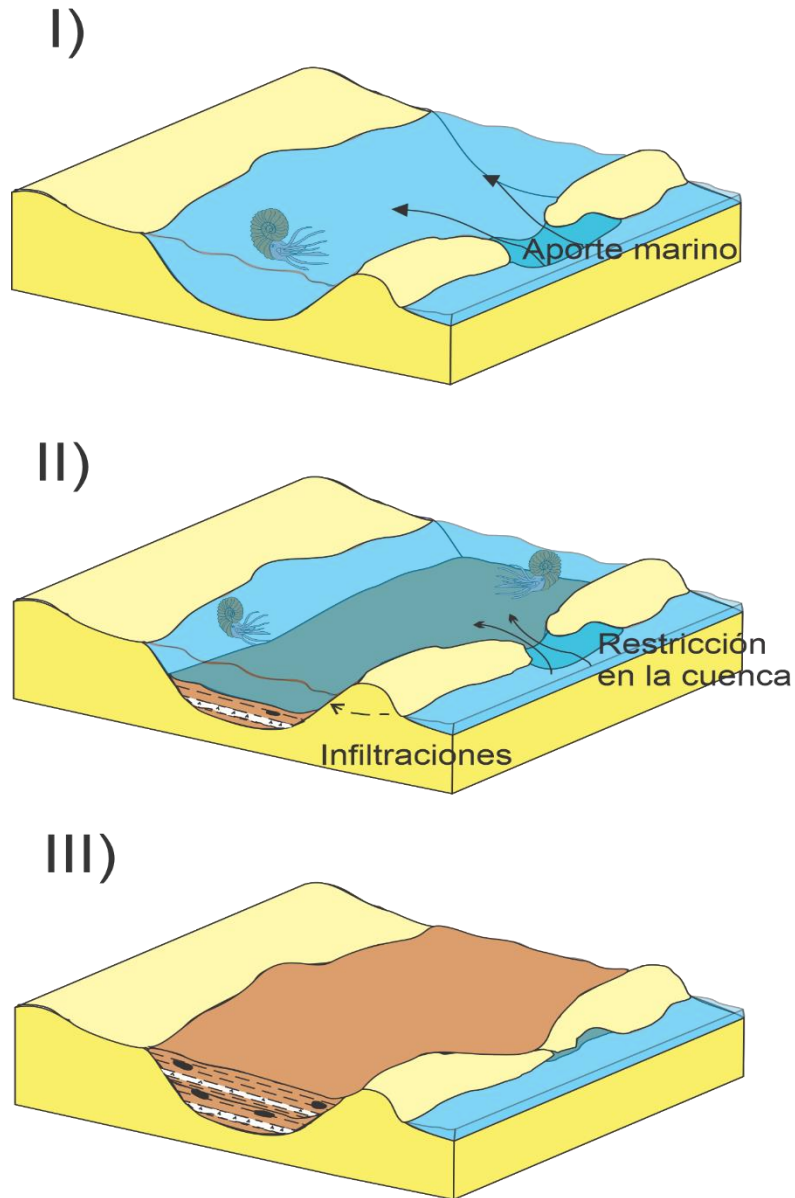 I)
Aporte marino
II)
Restricción
en la cuenca
Infiltraciones
III)